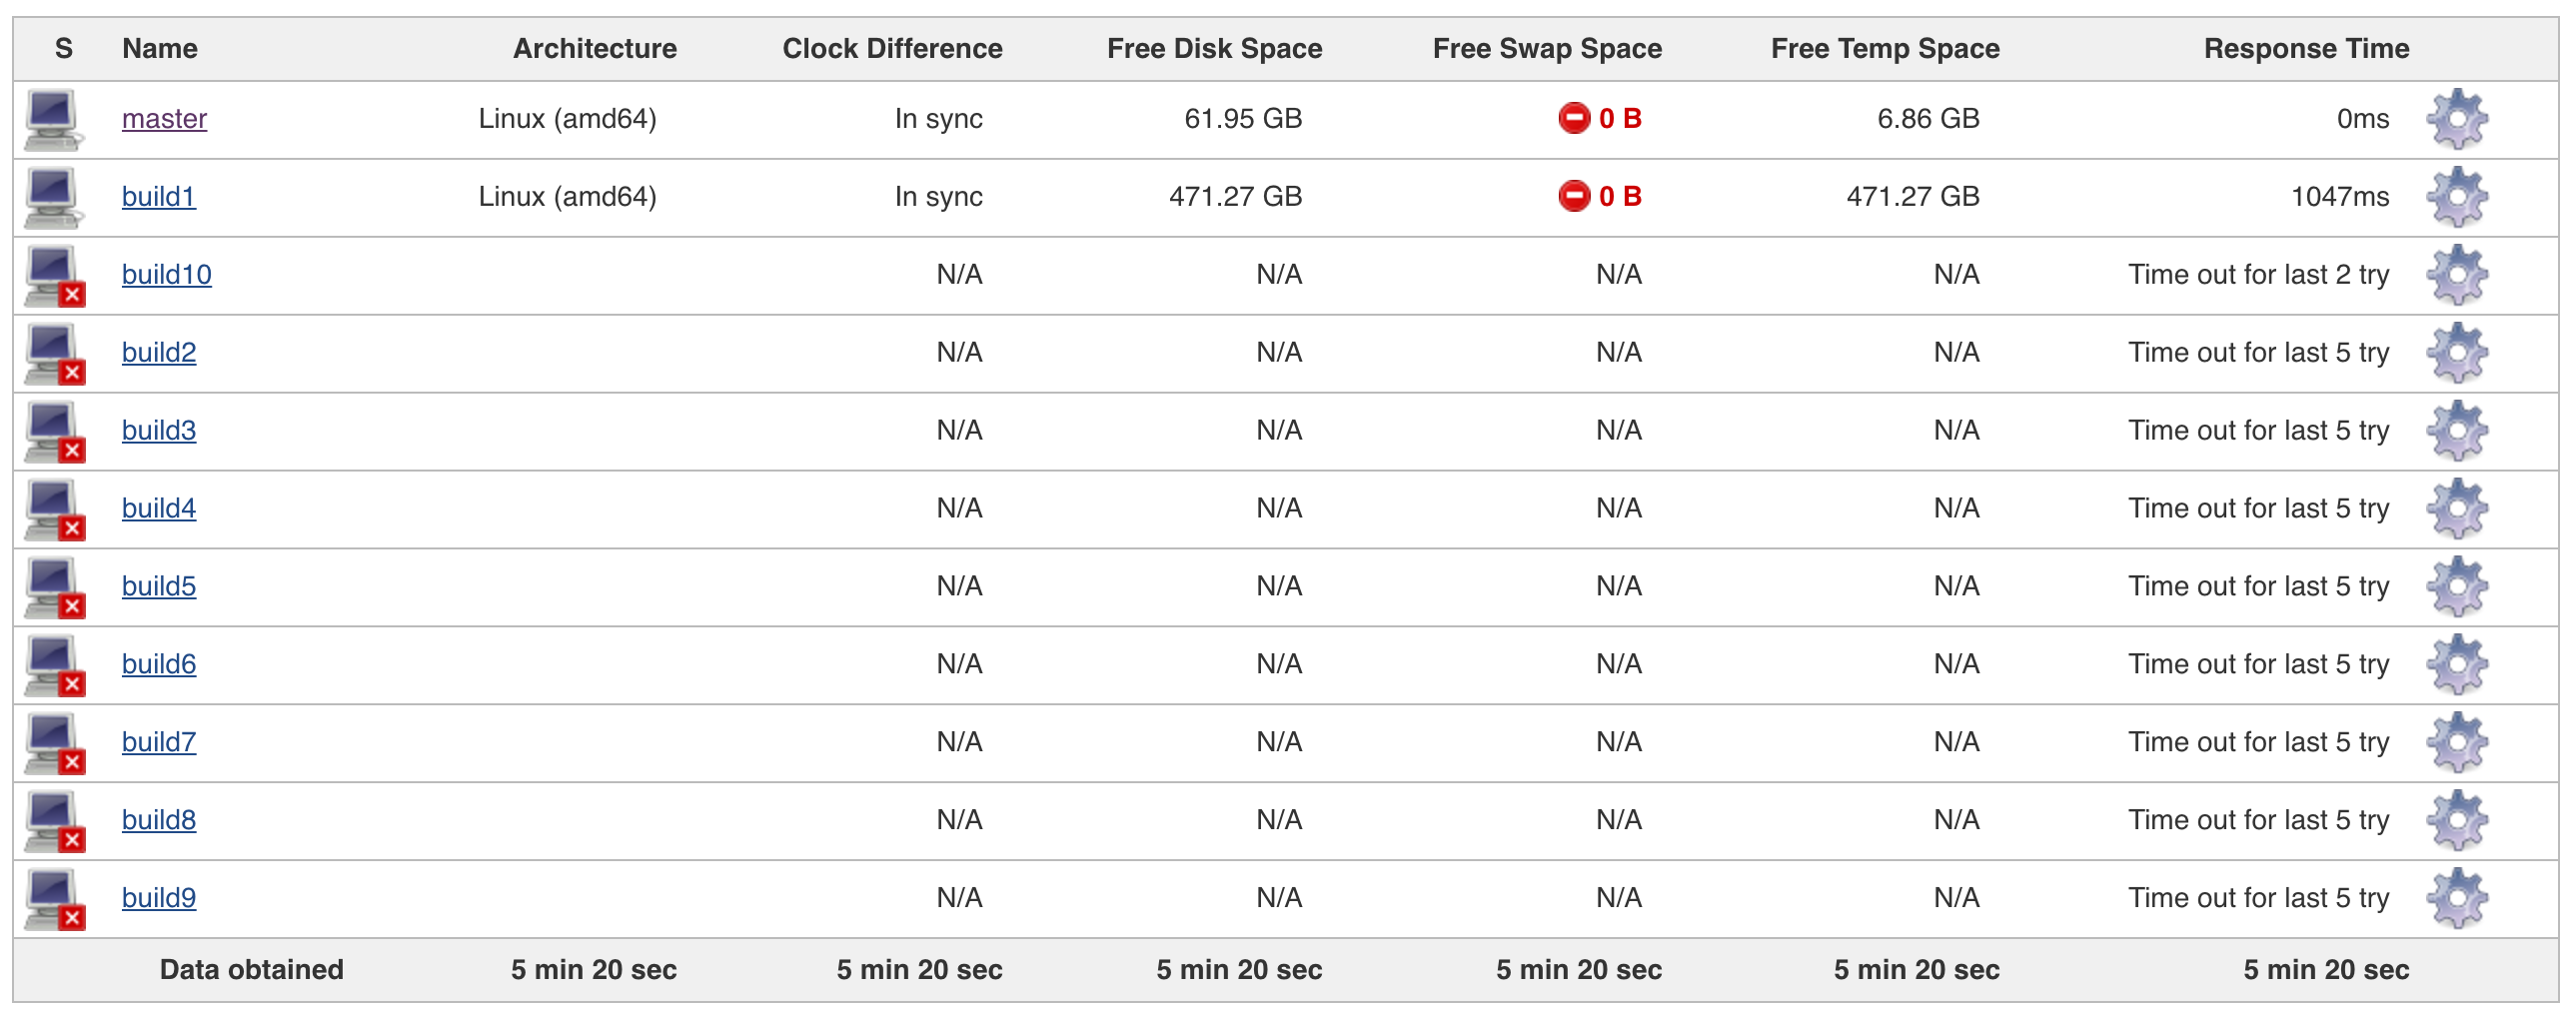 S Name Architecture Clock Difference Free Disk Space Free Swap Space Free Temp Space Response Time
master Linux (amd64) In sync 61.95 GB 0 B 6.86 GB 0ms
build1 Linux (amd64) In sync 471.27 GB 0 B 471.27 GB 1047ms
build10 N/A N/A N/A N/A Time out for last 2 try
build2 N/A N/A N/A N/A Time out for last 5 try
build3 N/A N/A N/A N/A Time out for last 5 try
build4 N/A N/A N/A N/A Time out for last 5 try
build5 N/A N/A N/A N/A Time out for last 5 try
build6 N/A N/A N/A N/A Time out for last 5 try
build7 N/A N/A N/A N/A Time out for last 5 try
build8 N/A N/A N/A N/A Time out for last 5 try
build9 N/A N/A N/A N/A Time out for last 5 try
Data obtained 5 min 20 sec 5 min 20 sec 5 min 20 sec 5 min 20 sec 5 min 20 sec 5 min 20 sec